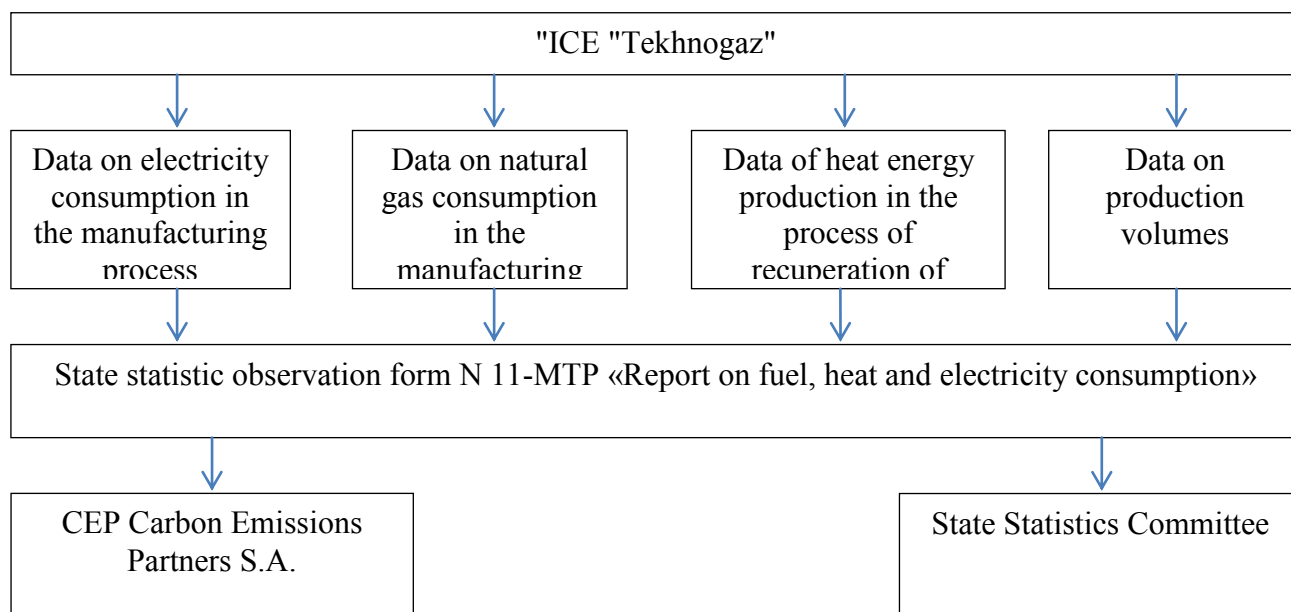 "ICE "Tekhnogaz"
Data on electricity
consumption in
the manufacturing
process
Data on natural
gas consumption
in the
manufacturing
Data of heat energy
production in the
process of
recuperation of
Data on
production
volumes
State statistic observation form N 11-MTP «Report on fuel, heat and electricity consumption»
CEP Carbon Emissions
Partners S.A.
State Statistics Committee